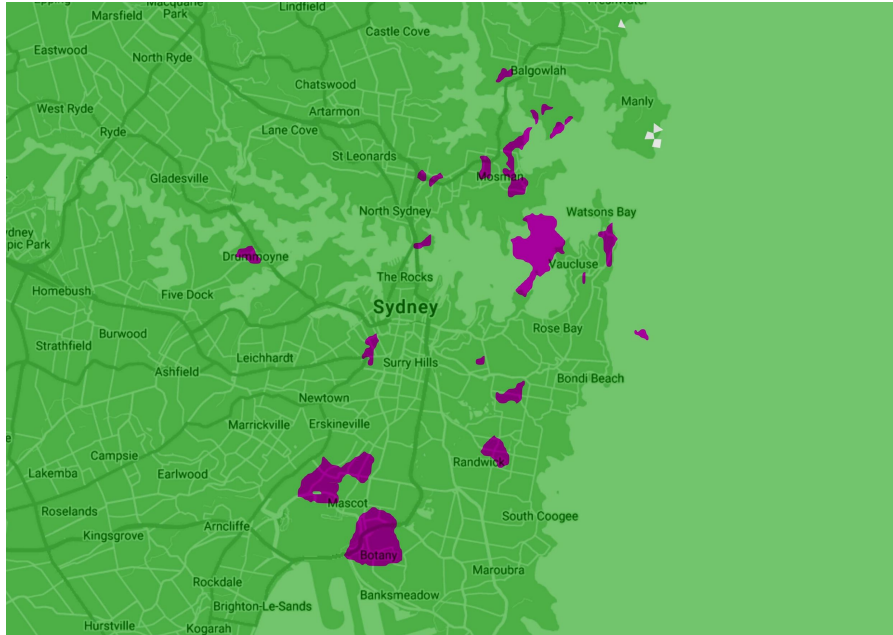 Lindfield
Marsfield
Macquarie
Park
Castle Cove
Eastwood
North Ryde
Balgowlah
Chatswood
Manly
West Ryde
Artarmon
Ryde
Lane Cove
St Leonards
Gladesville
Mosman
North Sydney
Watsons Bay
pic Park
Drummoyne
Vaucluse
The Rocks
Homebush
Five Dock
Sydney
Rose Bay
Burwood
Strathfield
Leichhardt
Surry Hills
Ashfield
Bondi Beach
Newtown
Marrickville
Erskineville
Campsie
Randwick
Lakemba
Earlwood
Mascot
Roselands
South Coogee
Arncliffe
Kingsgrove
Botany
Maroubra
Rockdale
Banksmeadow
Brighton-Le-Sands
Hurstville
Kogarah